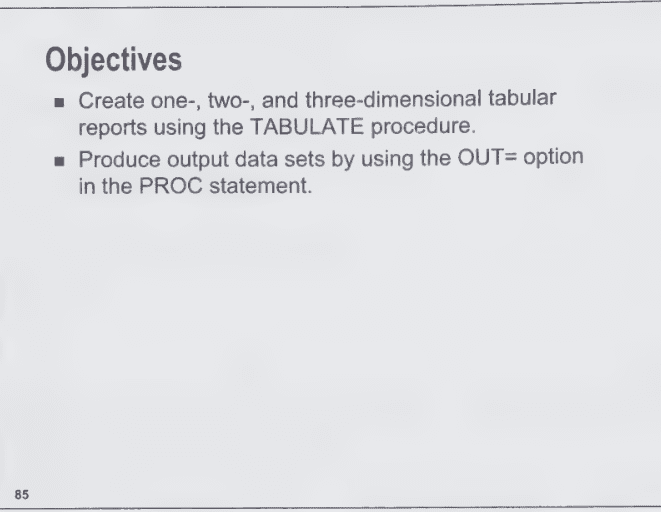 Objectives
■ Create one-, two-, and three-dimensional tabular
reports using the TABULATE procedure.
■ Produce output data sets by using the OUT= option
in the PROC statement.
85